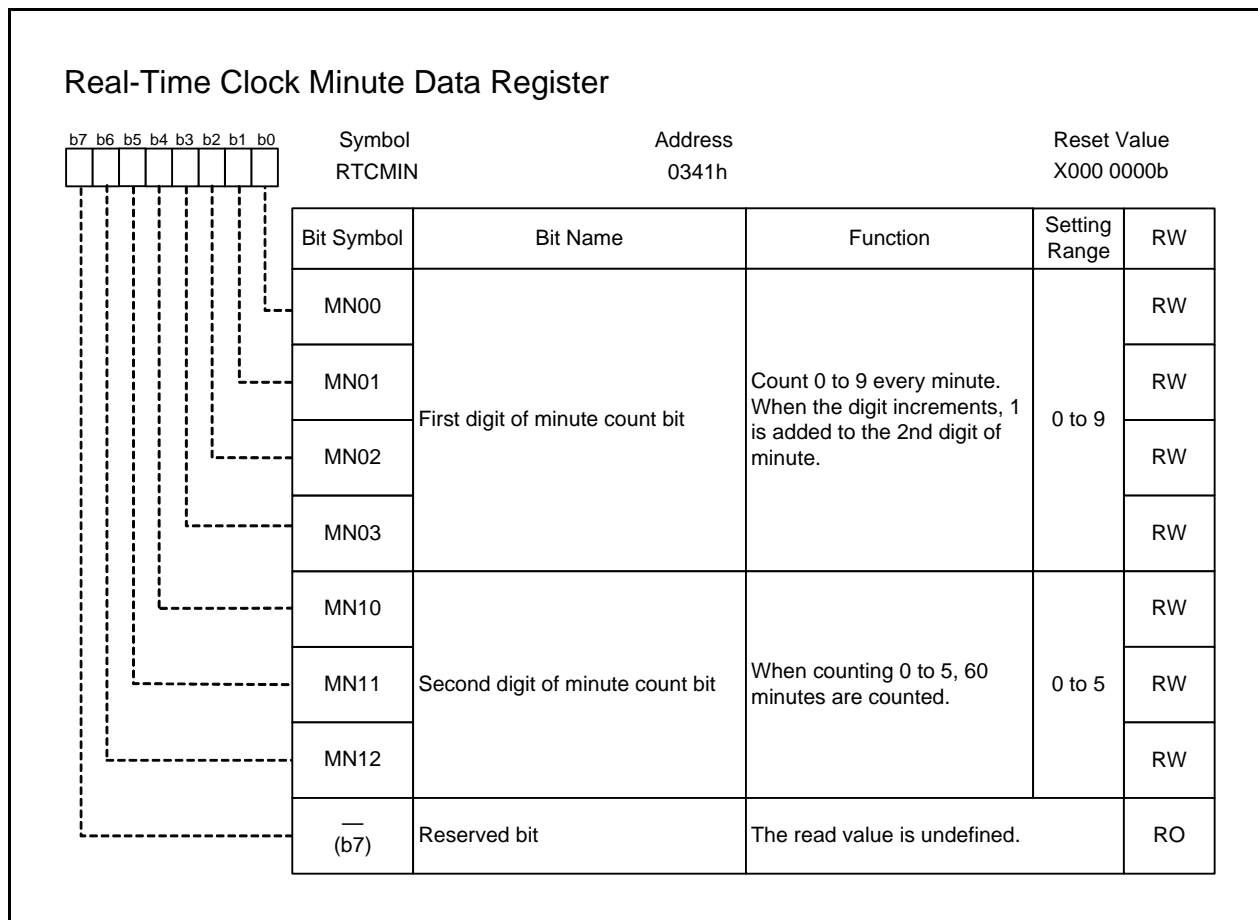 Real-Time Clock Minute Data Register
b7 b6 b5 b4 b3 b2 b1 b0
Symbol Address Reset Value
RTCMIN 0341h X000 0000b
Bit Symbol Bit Name Function Setting Range RW
MN00 RW
MN01 RW
MN02 RW
MN03 RW
First digit of minute count bit
Count 0 to 9 every minute.
When the digit increments, 1
is added to the 2nd digit of
minute.
0 to 9
MN10 RW
MN11 RW
MN12 RW
Second digit of minute count bit
When counting 0 to 5, 60
minutes are counted.
0 to 5
—
(b7) Reserved bit The read value is undefined. RO